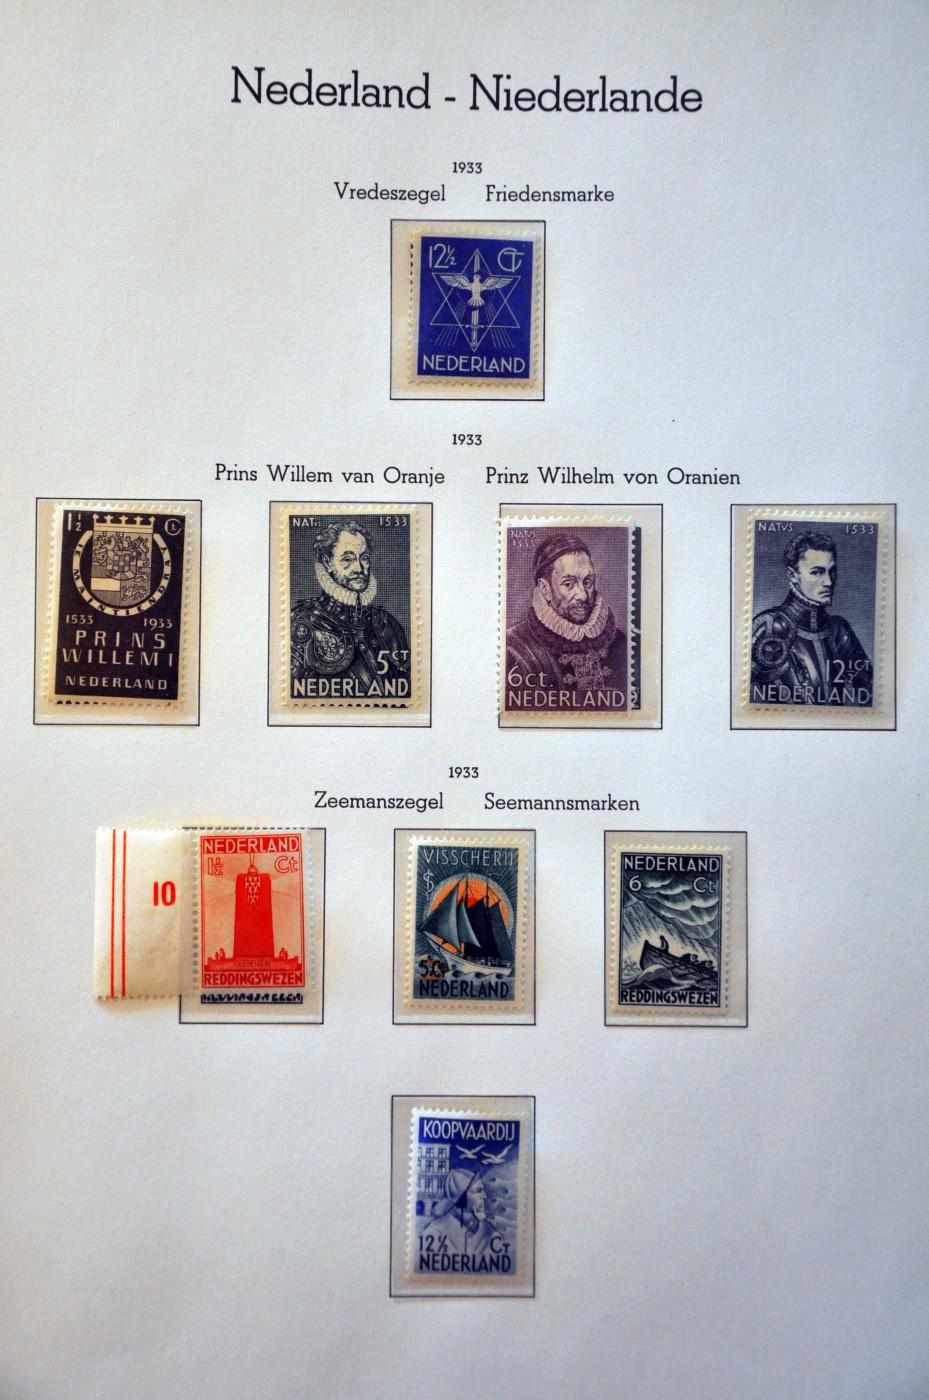 Nederland - Niederlande
1933
Vredeszegel Friedensmarke
12½ CT
NEDERLAND
1933
Prins Willem van Oranje Prinz Wilhelm von Oranien
1½
JE MAINTIENDRAY
1533 1933
PRINS
WILLEM I
NEDERLAND
NATVS 1533
5 CT
NEDERLAND
NATVS
1533
6 ct.
NEDERLAND
NATVS 1533
12½ CT
NEDERLAND
1933
Zeemanszegel Seemannsmarken
10
NEDERLAND
1½ Ct
REDDINGSWEZEN
VISSCHERIJ
5 Ct
NEDERLAND
NEDERLAND
6 Ct
REDDINGSWEZEN
KOOPVAARDIJ
12½ CT
NEDERLAND